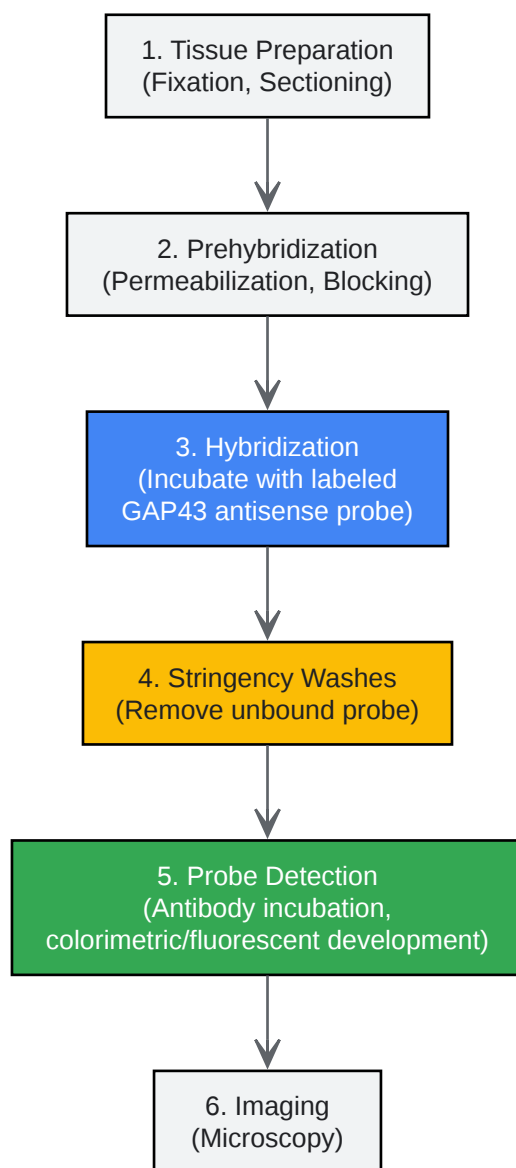 1. Tissue Preparation
(Fixation, Sectioning)
2. Prehybridization
(Permeabilization, Blocking)
3. Hybridization
(Incubate with labeled
GAP43 antisense probe)
4. Stringency Washes
(Remove unbound probe)
5. Probe Detection
(Antibody incubation,
colorimetric/fluorescent development)
6. Imaging
(Microscopy)